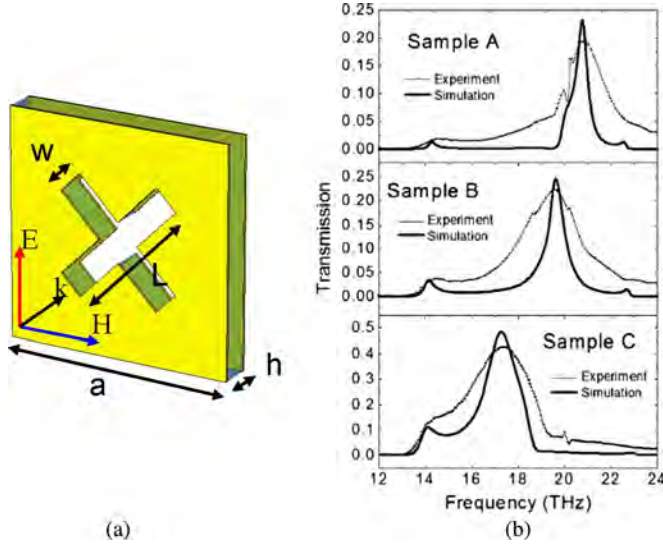 w
E
k
H
L
a
h
(a)
Transmission
Sample A
Experiment
Simulation
0.25
0.20
0.15
0.10
0.05
0.00
Sample B
Experiment
Simulation
0.25
0.20
0.15
0.10
0.05
0.00
Sample C
Experiment
Simulation
0.5
0.4
0.3
0.2
0.1
0.0
12 14 16 18 20 22 24
Frequency (THz)
(b)